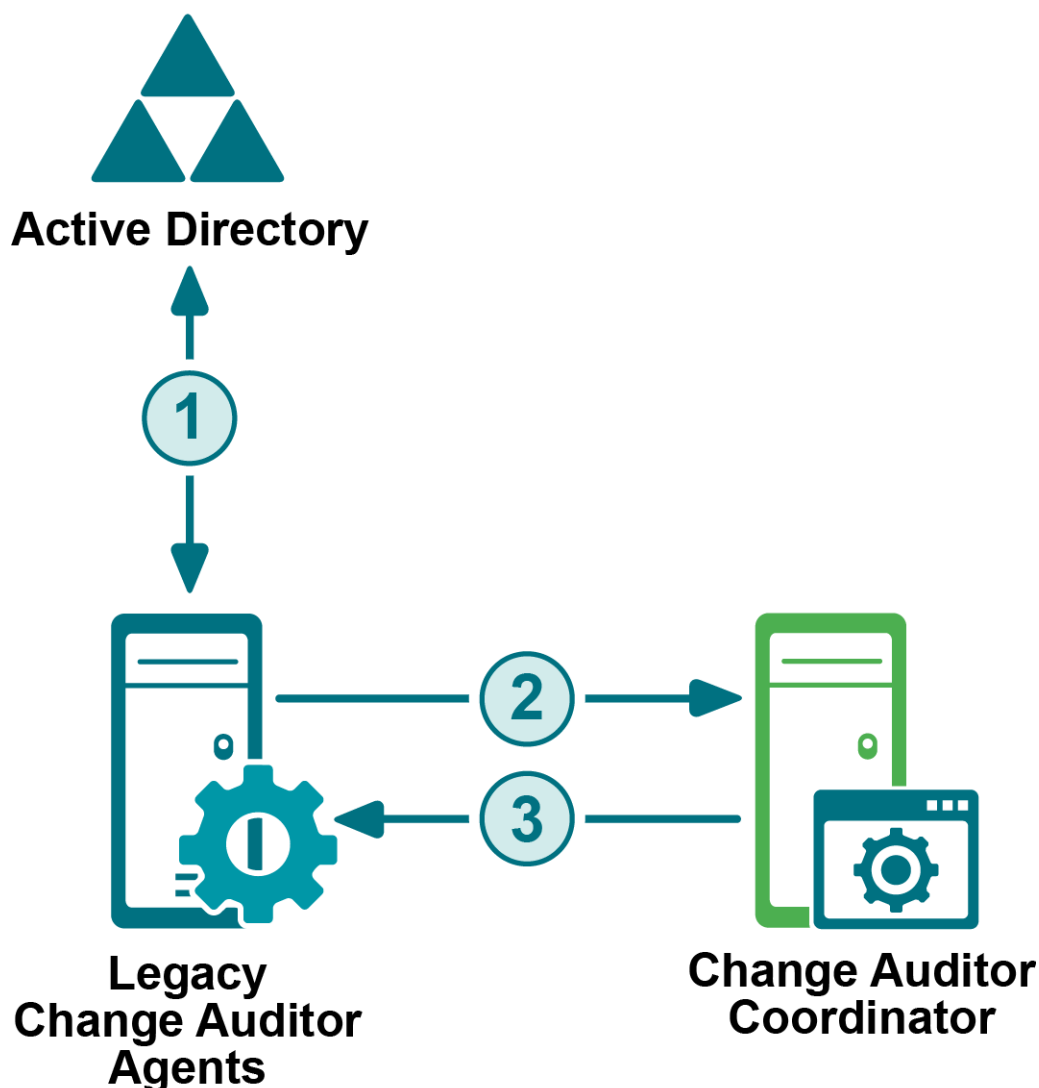 Active Directory
1
2
3
Legacy
Change Auditor
Agents
Change Auditor
Coordinator